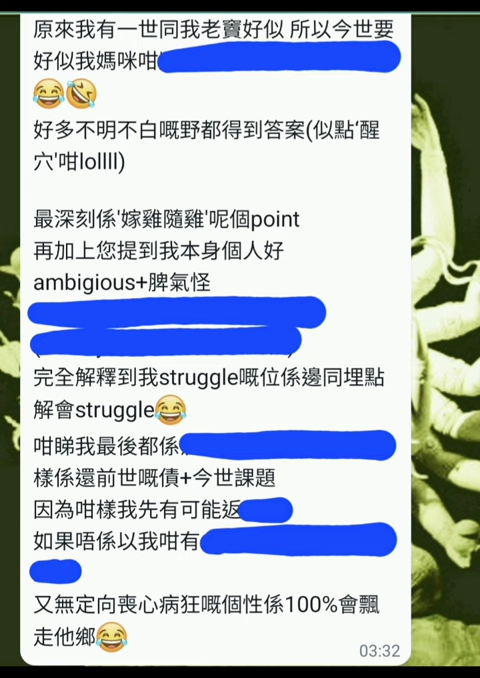 原來我有一世同我老竇好似 所以今世要
好似我媽咪咁
😂🤣
好多不明不白嘅野都得到答案(似點'醒
穴'咁lollll)
最深刻係'嫁雞隨雞'呢個point
再加上您提到我本身個人好
ambigious+脾氣怪
完全解釋到我struggle嘅位係邊同埋點
解會struggle😂
咁睇我最後都係
樣係還前世嘅債+今世課題
因為咁樣我先有可能返
如果唔係以我咁有
又無定向喪心病狂嘅個性係100%會飄
走他鄉😂
03:32